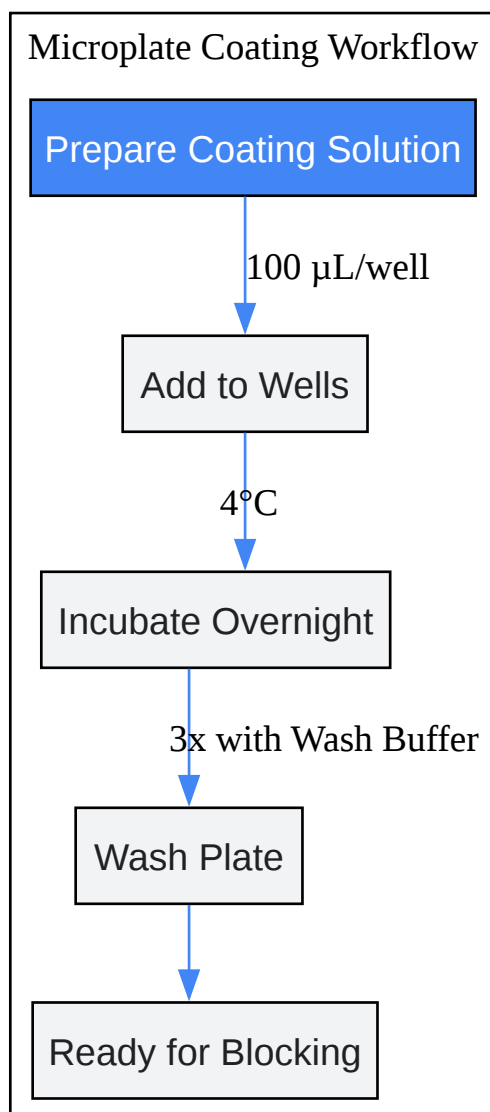 Microplate Coating Workflow
Prepare Coating Solution
100 µL/well
Add to Wells
4°C
Incubate Overnight
3x with Wash Buffer
Wash Plate
Ready for Blocking